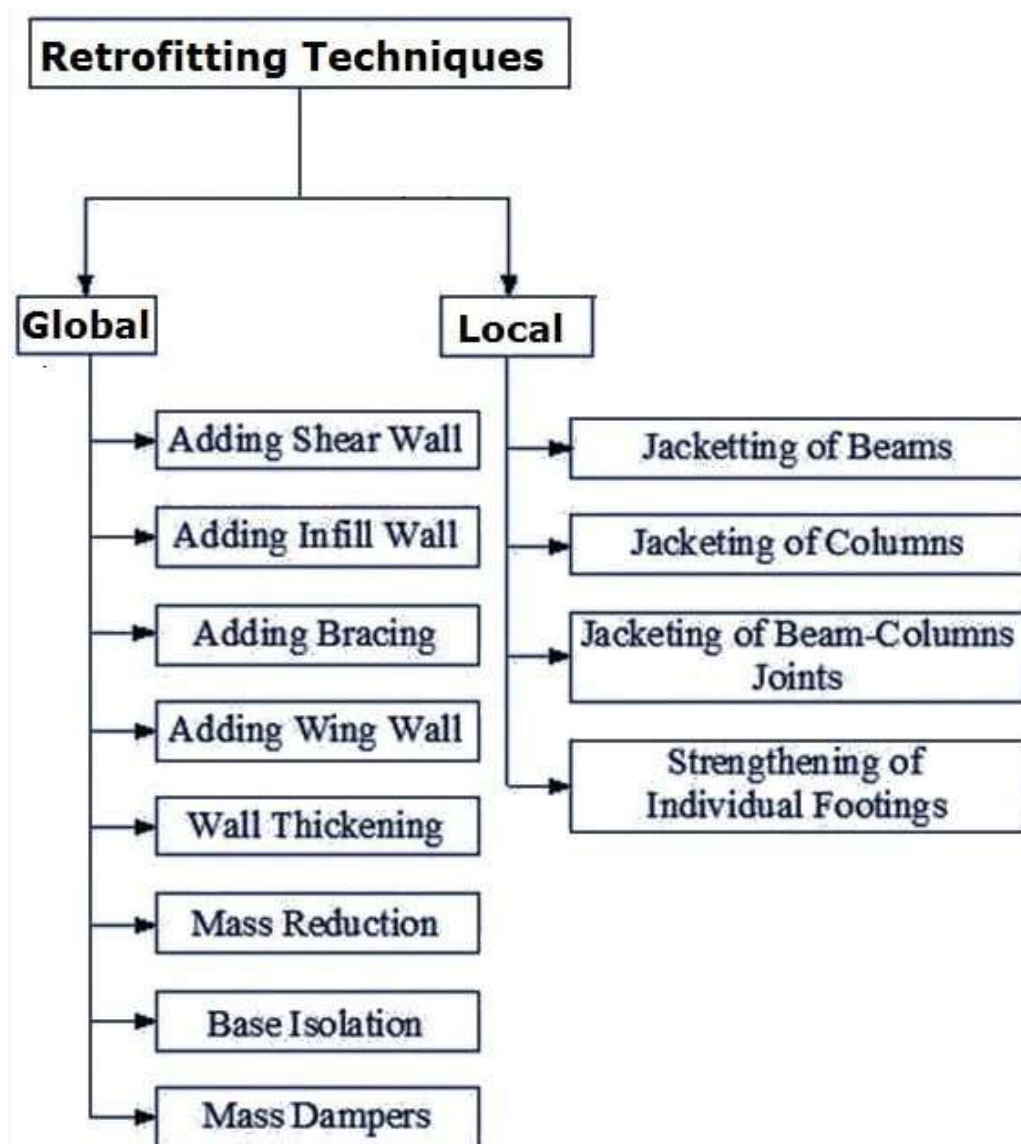 Retrofitting Techniques
Global
Local
Adding Shear Wall
Adding Infill Wall
Adding Bracing
Adding Wing Wall
Wall Thickening
Mass Reduction
Base Isolation
Mass Dampers
Jacketting of Beams
Jacketing of Columns
Jacketing of Beam-Columns
Joints
Strengthening of
Individual Footings